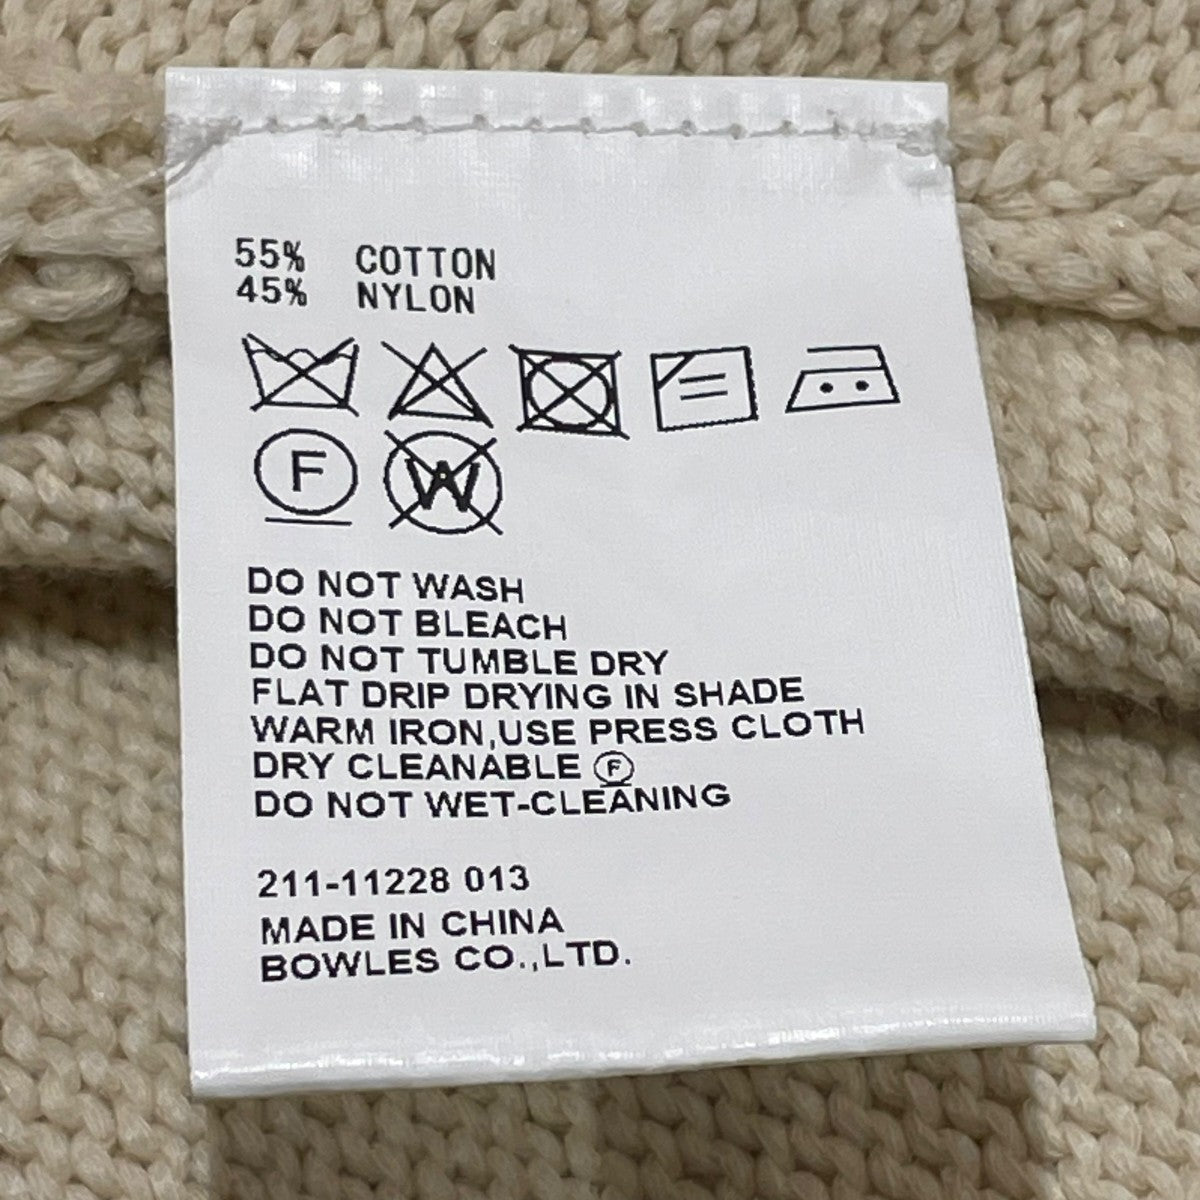 55% COTTON
45% NYLON
F W
DO NOT WASH
DO NOT BLEACH
DO NOT TUMBLE DRY
FLAT DRIP DRYING IN SHADE
WARM IRON,USE PRESS CLOTH
DRY CLEANABLE Ⓕ
DO NOT WET-CLEANING
211-11228 013
MADE IN CHINA
BOWLES CO.,LTD.